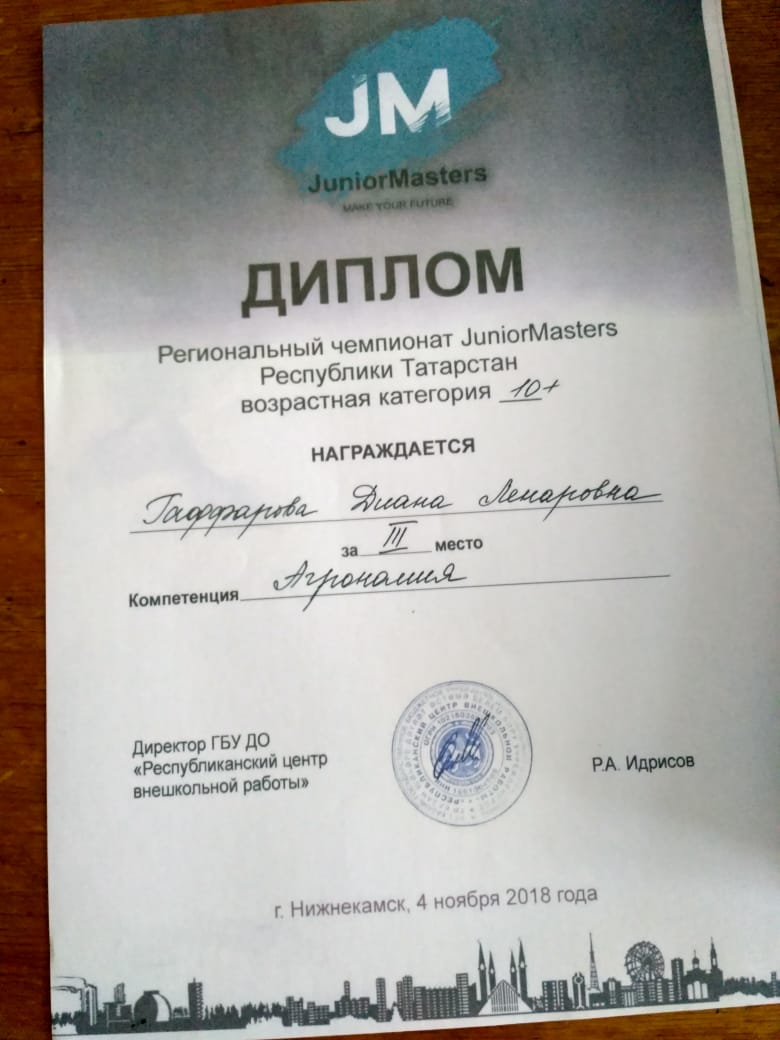 JM
JuniorMasters
MAKE YOUR FUTURE
ДИПЛОМ
Региональный чемпионат JuniorMasters
Республики Татарстан
возрастная категория 10+
НАГРАЖДАЕТСЯ
Гаффарова Диана Ленаровна
за III место
Компетенция Агрономия
Директор ГБУ ДО
«Республиканский центр
внешкольной работы»
Р.А. Идрисов
г. Нижнекамск, 4 ноября 2018 года